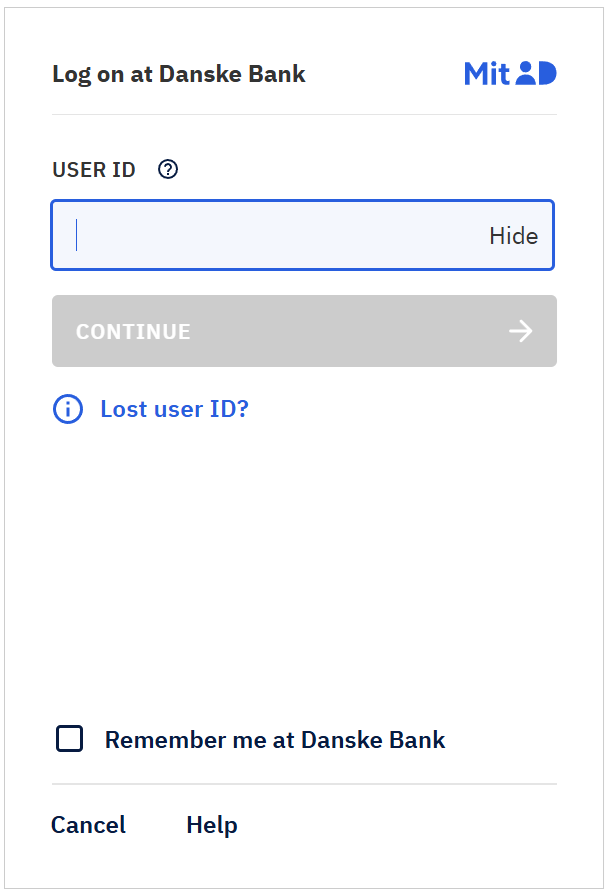 Log on at Danske Bank MitID
USER ID
Hide
CONTINUE
Lost user ID?
Remember me at Danske Bank
Cancel Help